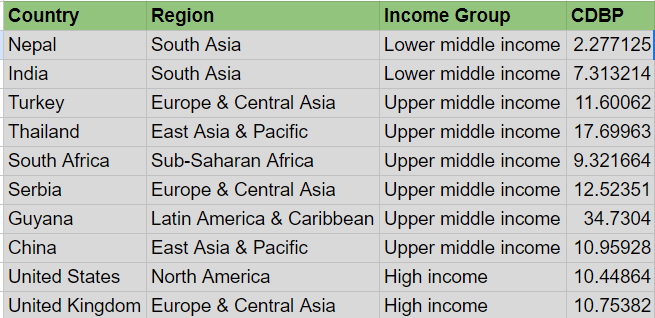 Country Region Income Group CDBP
Nepal South Asia Lower middle income 2.277125
India South Asia Lower middle income 7.313214
Turkey Europe & Central Asia Upper middle income 11.60062
Thailand East Asia & Pacific Upper middle income 17.69963
South Africa Sub-Saharan Africa Upper middle income 9.321664
Serbia Europe & Central Asia Upper middle income 12.52351
Guyana Latin America & Caribbean Upper middle income 34.7304
China East Asia & Pacific Upper middle income 10.95928
United States North America High income 10.44864
United Kingdom Europe & Central Asia High income 10.75382